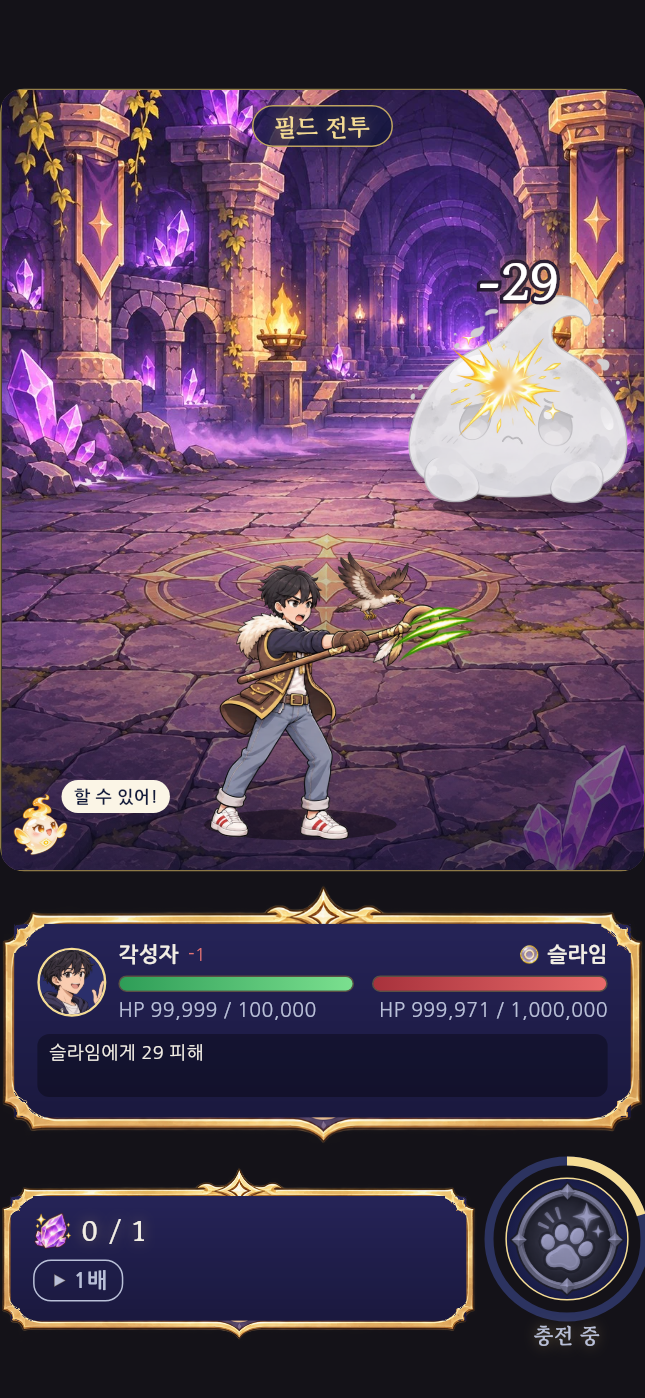 필드 전투
-29
할 수 있어!
각성자 -1
슬라임
HP 99,999 / 100,000
HP 999,971 / 1,000,000
슬라임에게 29 피해
0 / 1
▶ 1배
충전 중